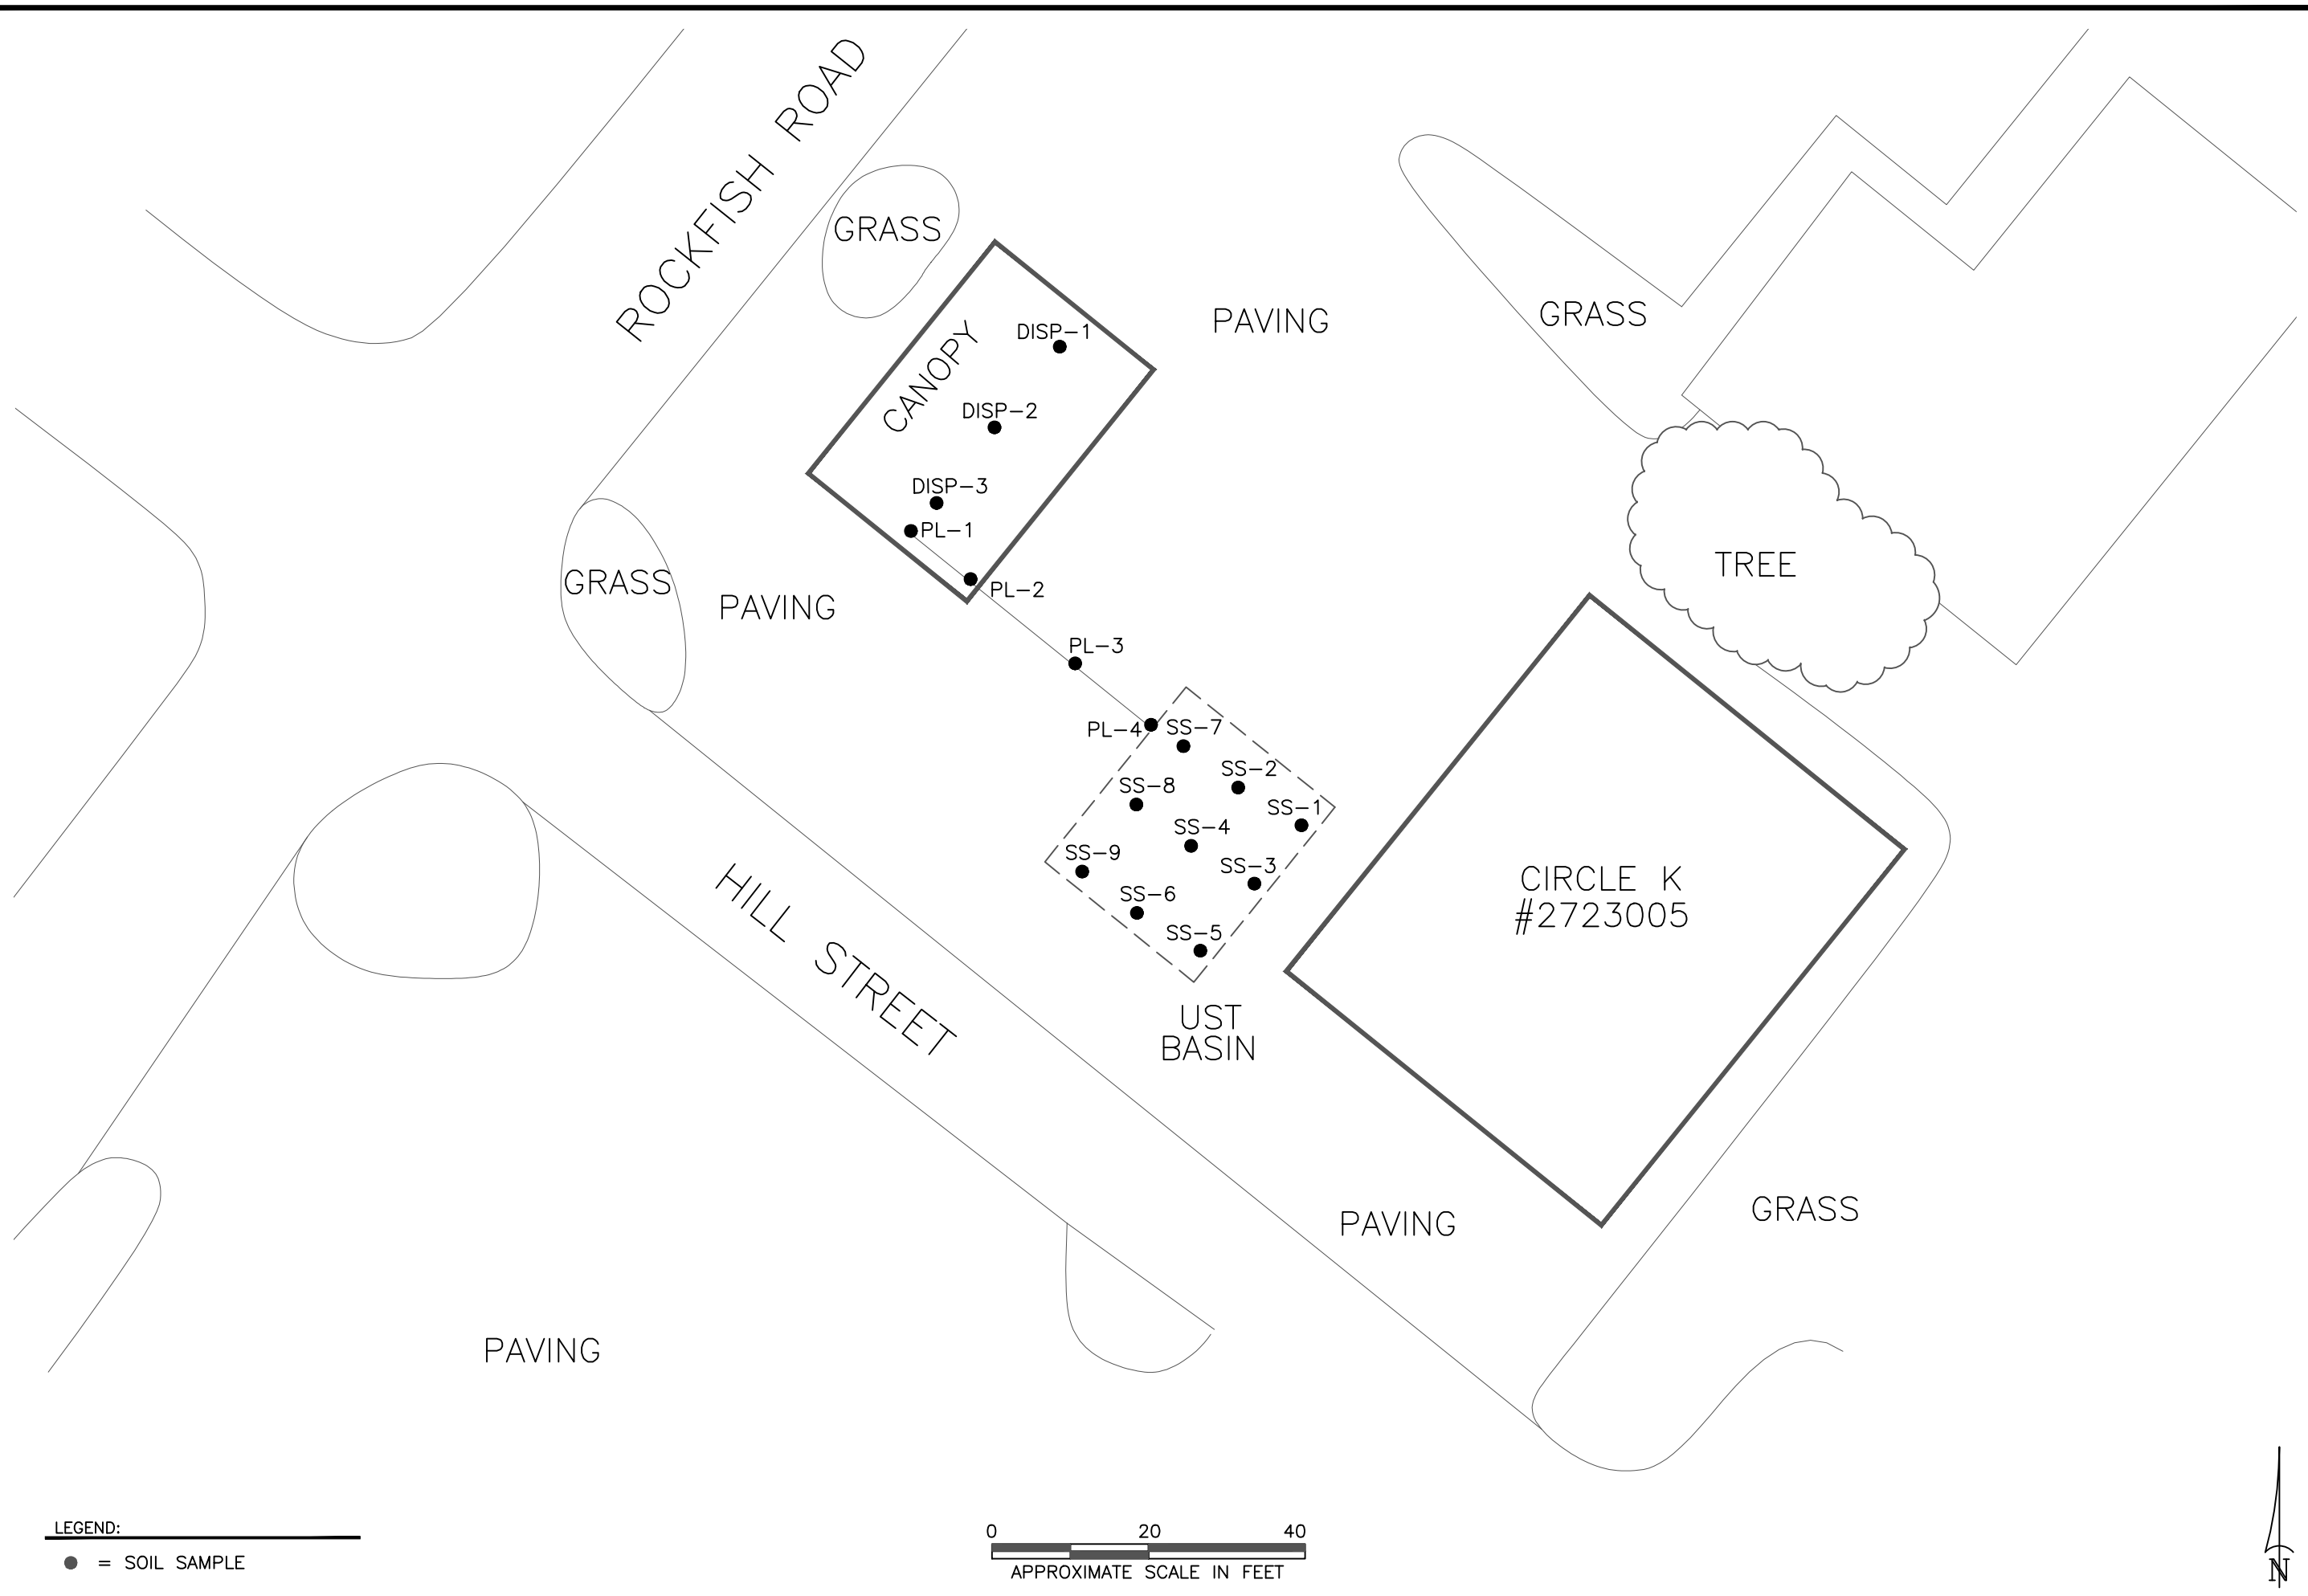 ROCKFISH ROAD
GRASS
PAVING
GRASS
CANOPY
DISP-1
DISP-2
DISP-3
PL-1
PL-2
GRASS
PAVING
TREE
PL-3
PL-4
SS-7
SS-2
SS-8
SS-1
SS-4
SS-9
SS-3
SS-6
SS-5
CIRCLE K
#2723005
HILL STREET
UST
BASIN
PAVING
GRASS
PAVING
LEGEND:
= SOIL SAMPLE
0 20 40
APPROXIMATE SCALE IN FEET
N